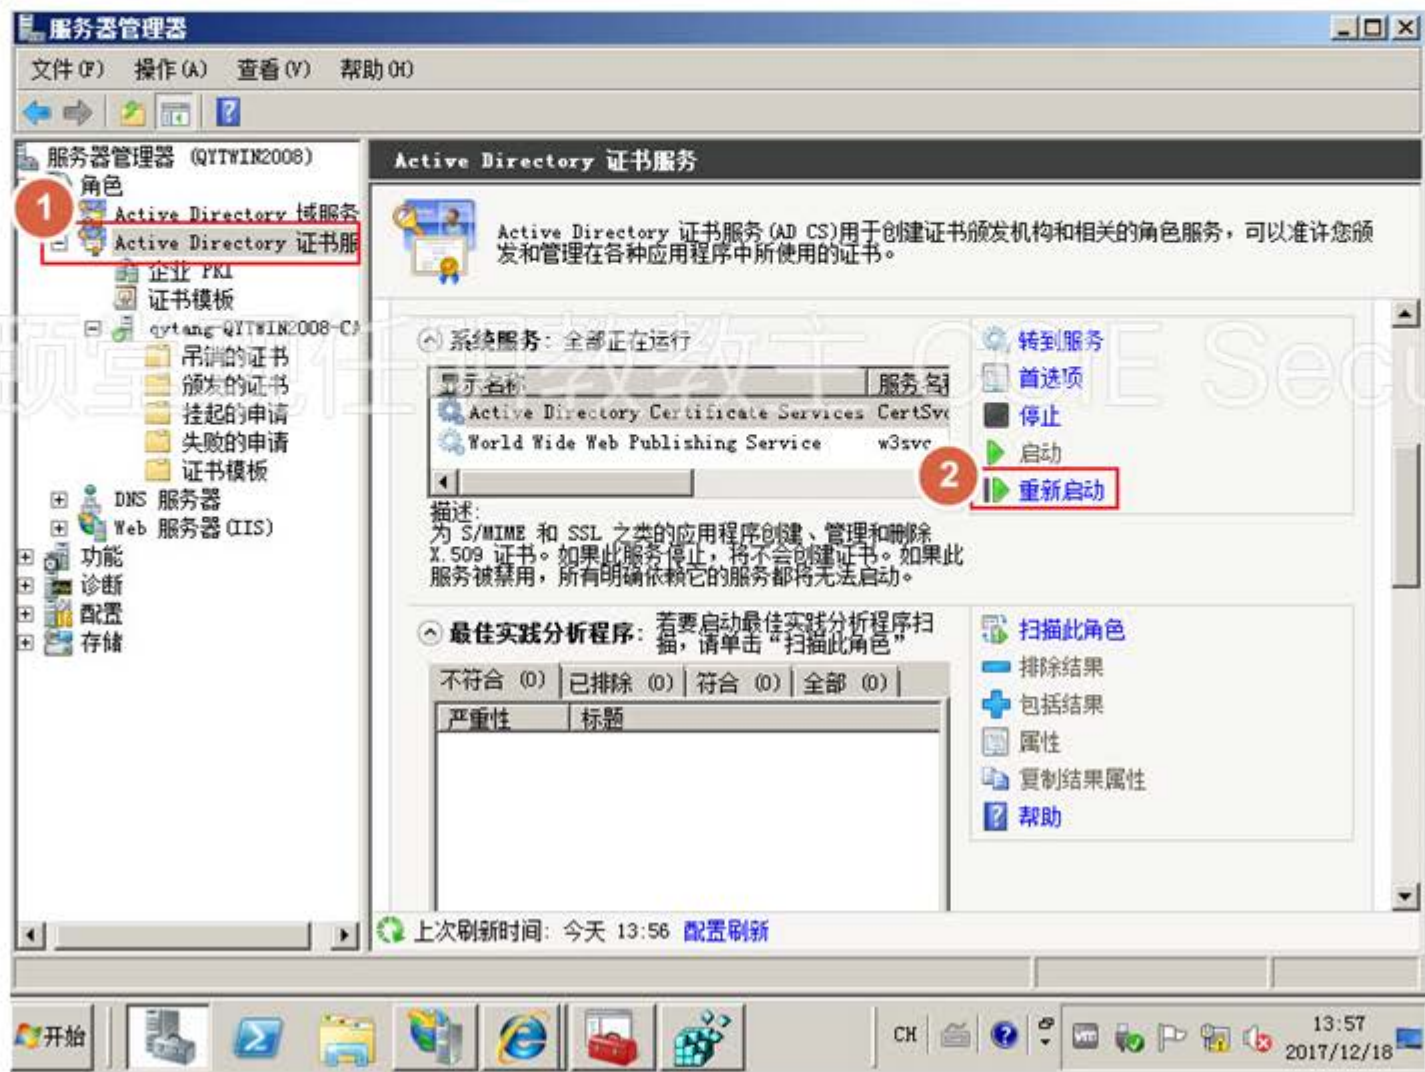 服务器管理器
文件(F) 操作(A) 查看(V) 帮助(H)
服务器管理器 (QYTWIN2008)
角色
1
Active Directory 域服务
Active Directory 证书服
企业 PKI
证书模板
qytang-QYTWIN2008-CA
吊销的证书
颁发的证书
挂起的申请
失败的申请
证书模板
DNS 服务器
Web 服务器(IIS)
功能
诊断
配置
存储
Active Directory 证书服务
Active Directory 证书服务(AD CS)用于创建证书颁发机构和相关的角色服务，可以准许您颁
发和管理在各种应用程序中所使用的证书。
系统服务: 全部正在运行
显示名称 服务名称
Active Directory Certificate Services CertSvc
World Wide Web Publishing Service w3svc
描述:
为 S/MIME 和 SSL 之类的应用程序创建、管理和删除
X.509 证书。如果此服务停止，将不会创建证书。如果此
服务被禁用，所有明确依赖它的服务都将无法启动。
转到服务
首选项
停止
启动
2
重新启动
最佳实践分析程序: 若要启动最佳实践分析程序扫
描，请单击“扫描此角色”
不符合 (0) 已排除 (0) 符合 (0) 全部 (0)
严重性 标题
扫描此角色
排除结果
包括结果
属性
复制结果属性
帮助
上次刷新时间: 今天 13:56 配置刷新
开始
CH
13:57
2017/12/18